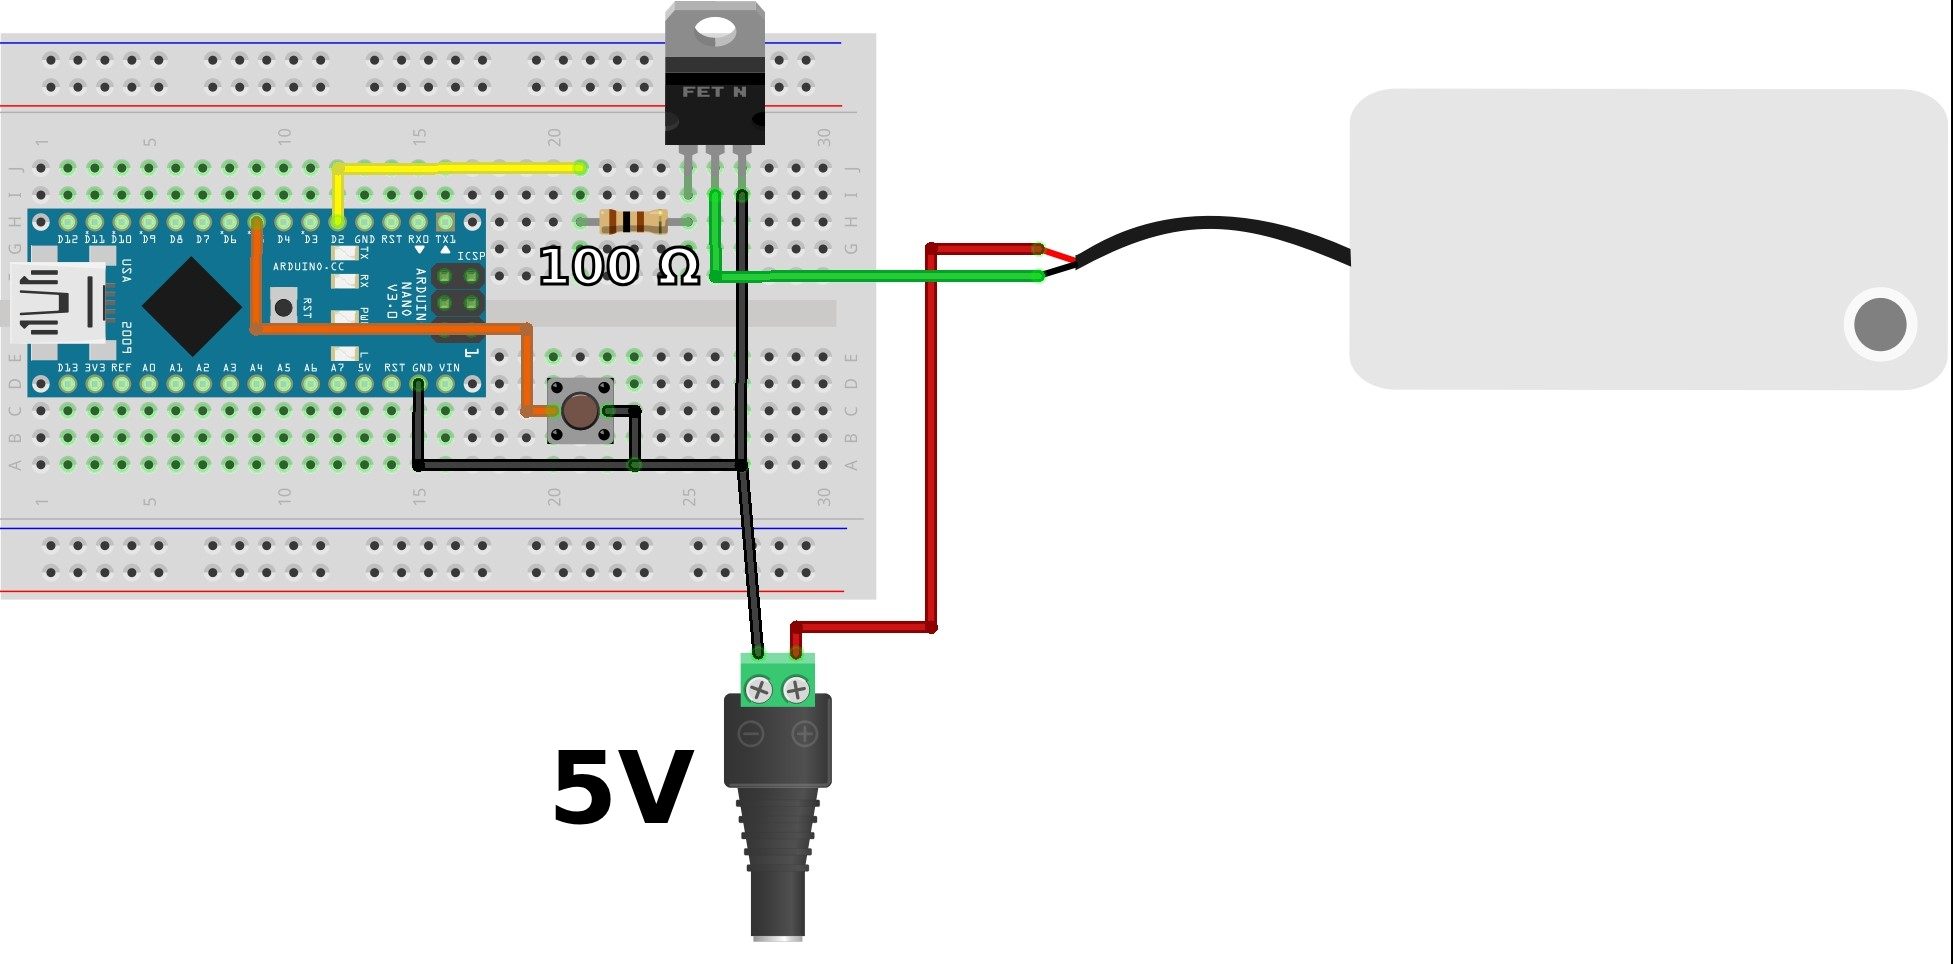 FET N
1 5 10 15 20 30
J J
I I
H H
G G
D12 D11 D10 D9 D8 D7 D6 D4 D3 D2 GND RST RX0 TX1
TX
ICSP
100 Ω
ARDUINO.CC
USA
RX
ARDUINO
NANO
V3.0
RST
2009
1
L
E E
D13 3V3 REF A0 A1 A2 A3 A4 A5 A6 A7 5V RST GND VIN
D
C C
B B
A A
1 5 10 15 20 25 30
5V